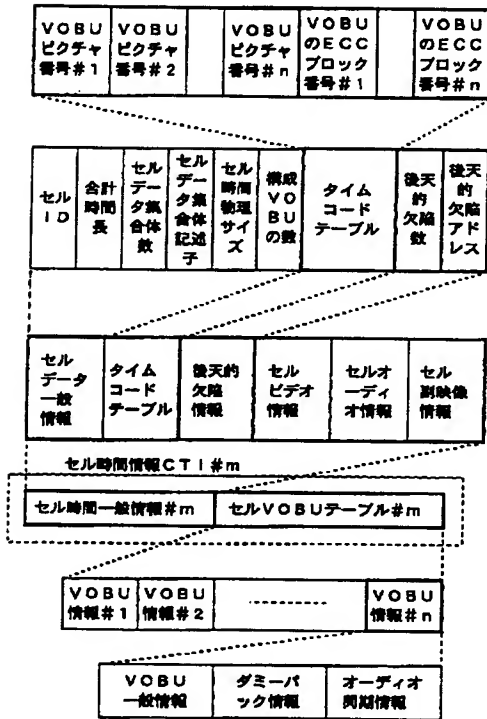 VOBU
ピクチャ
番号#1
VOBU
ピクチャ
番号#2
VOBU
ピクチャ
番号#n
VOBU
のECC
ブロック
番号#1
VOBU
のECC
ブロック
番号#n
セル
ID
合計
時間
長
セル
データ集
合体
数
セル
データ集
合体
記述
子
セル
時間
物理
サイズ
構成
VO
BU
の数
タイム
コード
テーブル
後天
的
欠陥
数
後天
的
欠陥
アド
レス
セル
データ
一般
情報
タイム
コード
テーブル
後天的
欠陥
情報
セル
ビデオ
情報
セルオ
ーディ
オ情報
セル
副映像
情報
セル時間情報CTI#m
セル時間一般情報#m
セルVOBUテーブル#m
VOBU
情報#1
VOBU
情報#2
VOBU
情報#n
VOBU
一般情報
ダミーパ
ック情報
オーディオ
同期情報